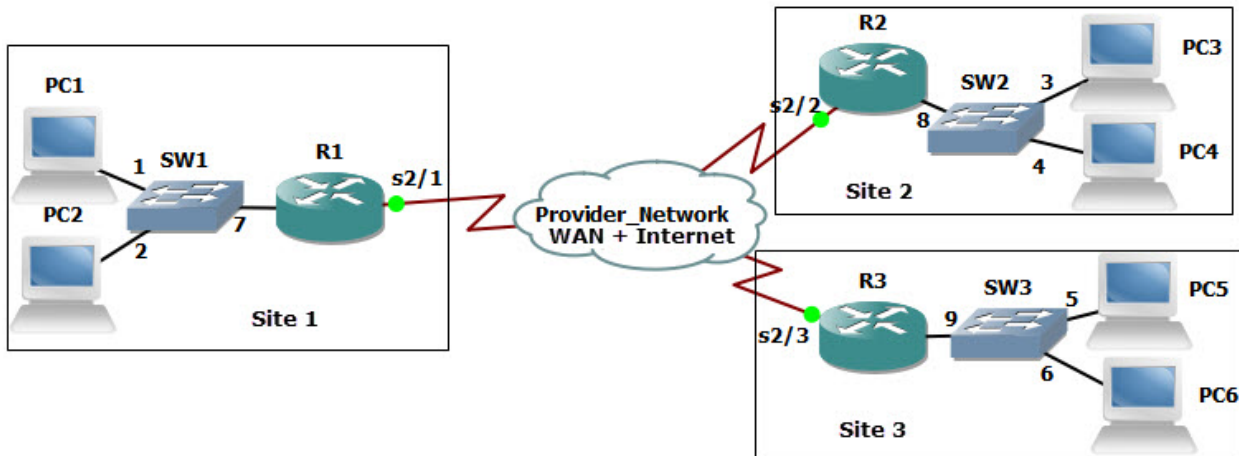 PC1
1
SW1
R1
s2/1
PC2
2
7
Site 1
Provider_Network
WAN + Internet
R2
s2/2
8
SW2
3
PC3
4
PC4
Site 2
R3
s2/3
9
SW3
5
PC5
6
PC6
Site 3